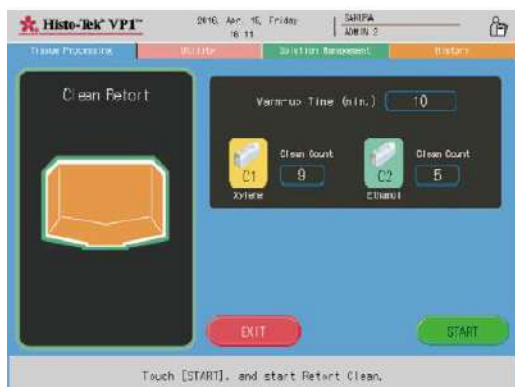 Histo-Tek® VP1™
2016, Apr. 15, Friday
16 11
SAKURA
ADMIN 2
Tissue Processing
Utility
Solution Management
History
Clean Retort
Warm-up Time (min.) 10
Clean Count
C1 9
Xylene
Clean Count
C2 5
Ethanol
EXIT
START
Touch [START], and start Retort Clean.